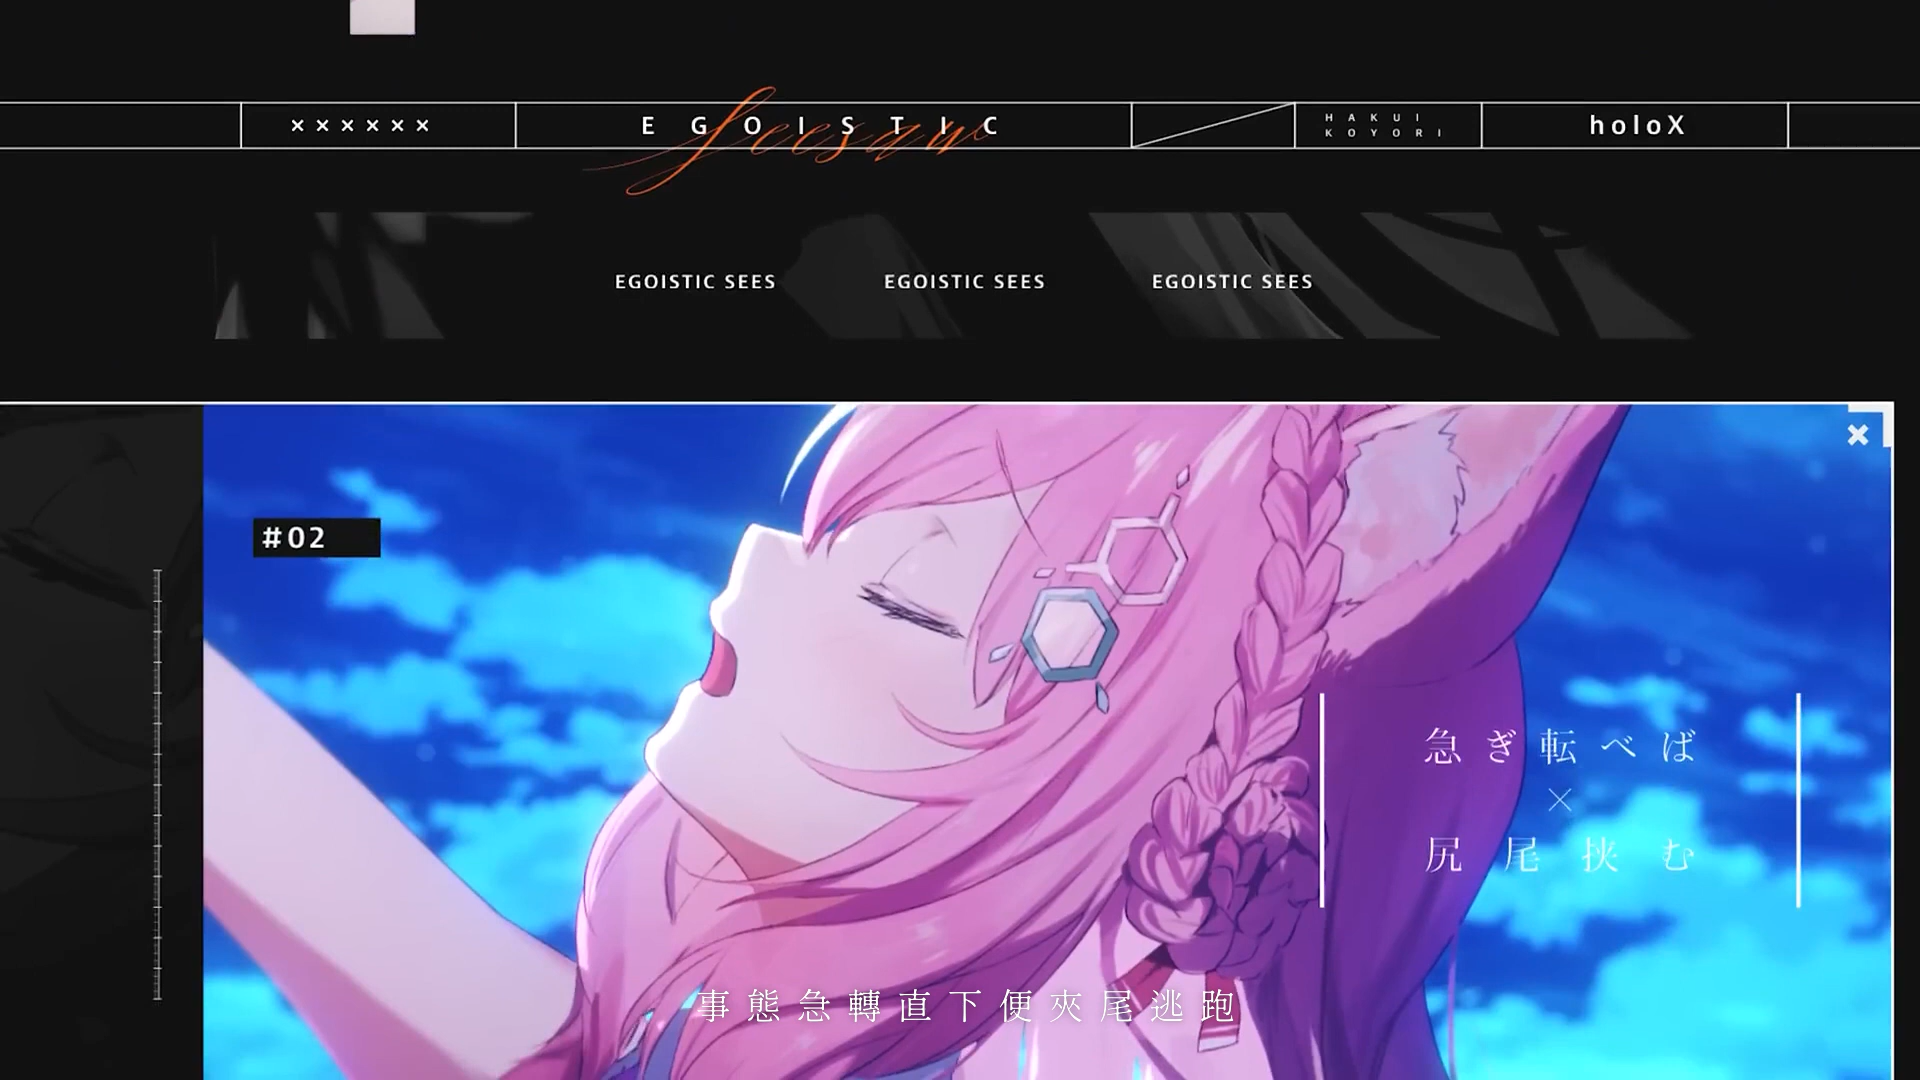 ××××××
EGOISTIC
Seesaw
HAKUI
KOYORI
holoX
EGOISTIC SEES
EGOISTIC SEES
EGOISTIC SEES
#02
急ぎ転べば
×
尻尾挟む
事態急轉直下便夾尾逃跑